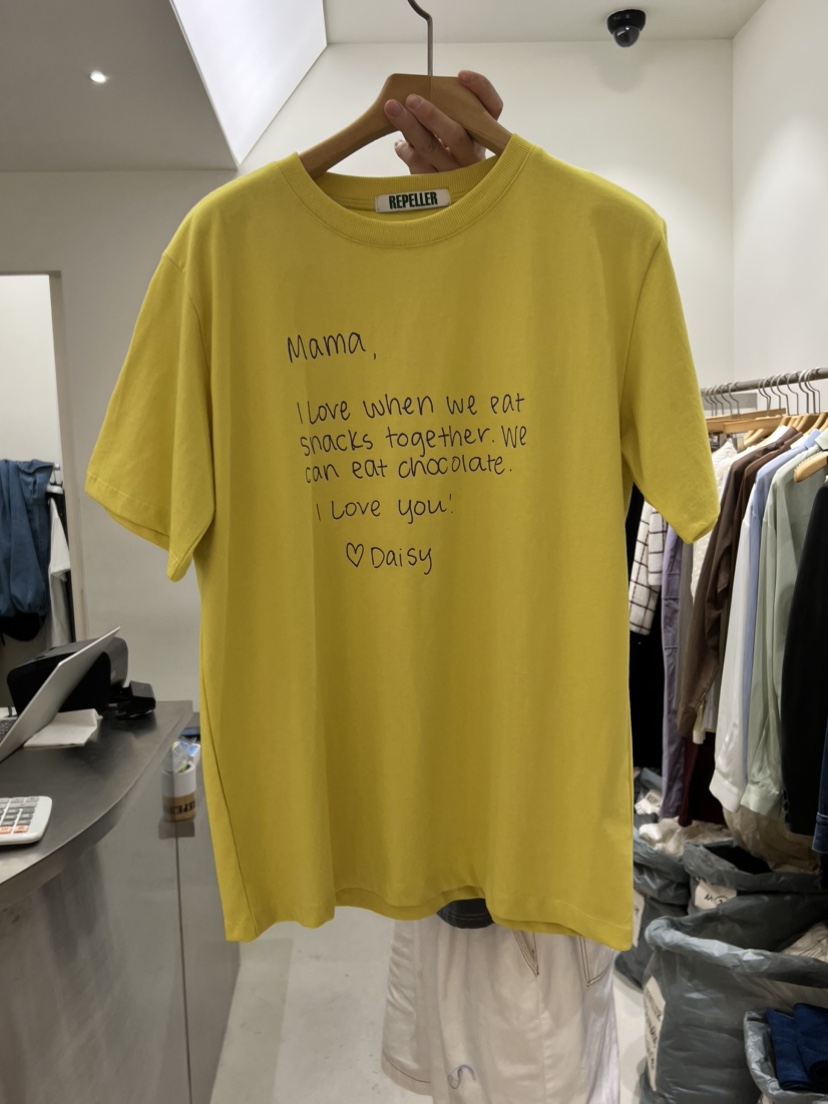 REPELLER
Mama,
I love when we eat
snacks together. We
can eat chocolate.
I love you!
♡Daisy